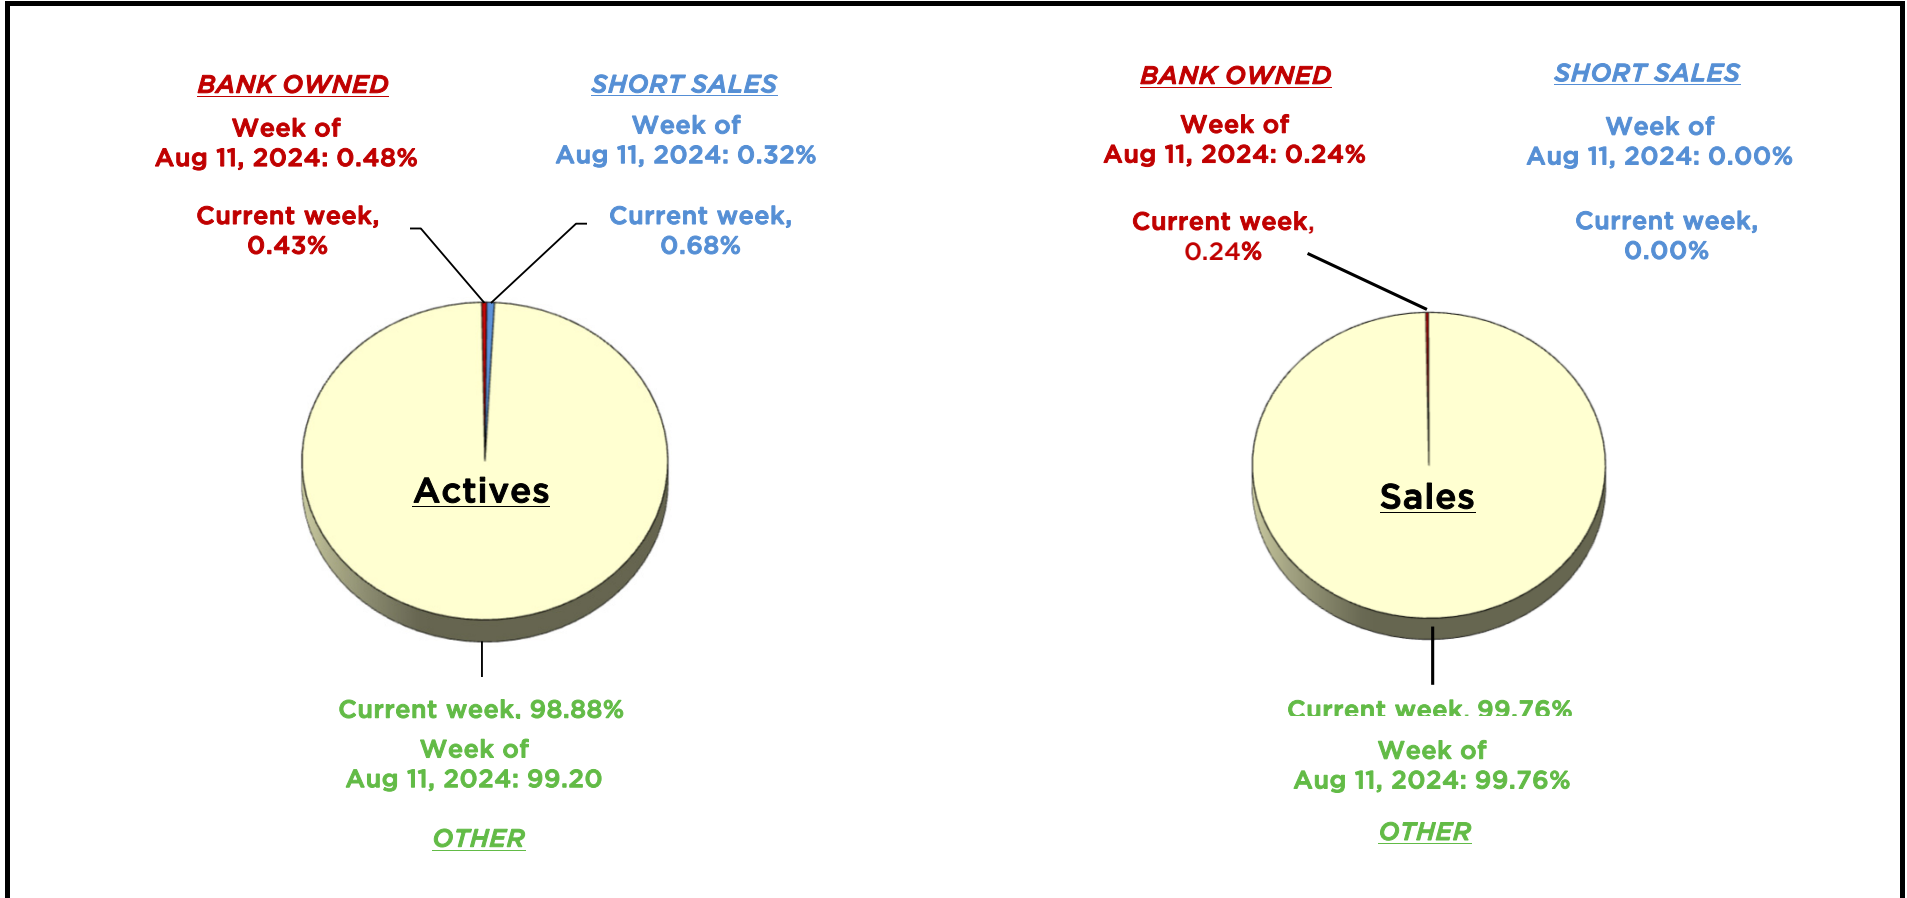 BANK OWNED
Week of
Aug 11, 2024: 0.48%
Current week,
0.43%
SHORT SALES
Week of
Aug 11, 2024: 0.32%
Current week,
0.68%
Actives
Current week, 98.88%
Week of
Aug 11, 2024: 99.20
OTHER
BANK OWNED
Week of
Aug 11, 2024: 0.24%
Current week,
0.24%
SHORT SALES
Week of
Aug 11, 2024: 0.00%
Current week,
0.00%
Sales
Current week, 99.76%
Week of
Aug 11, 2024: 99.76%
OTHER